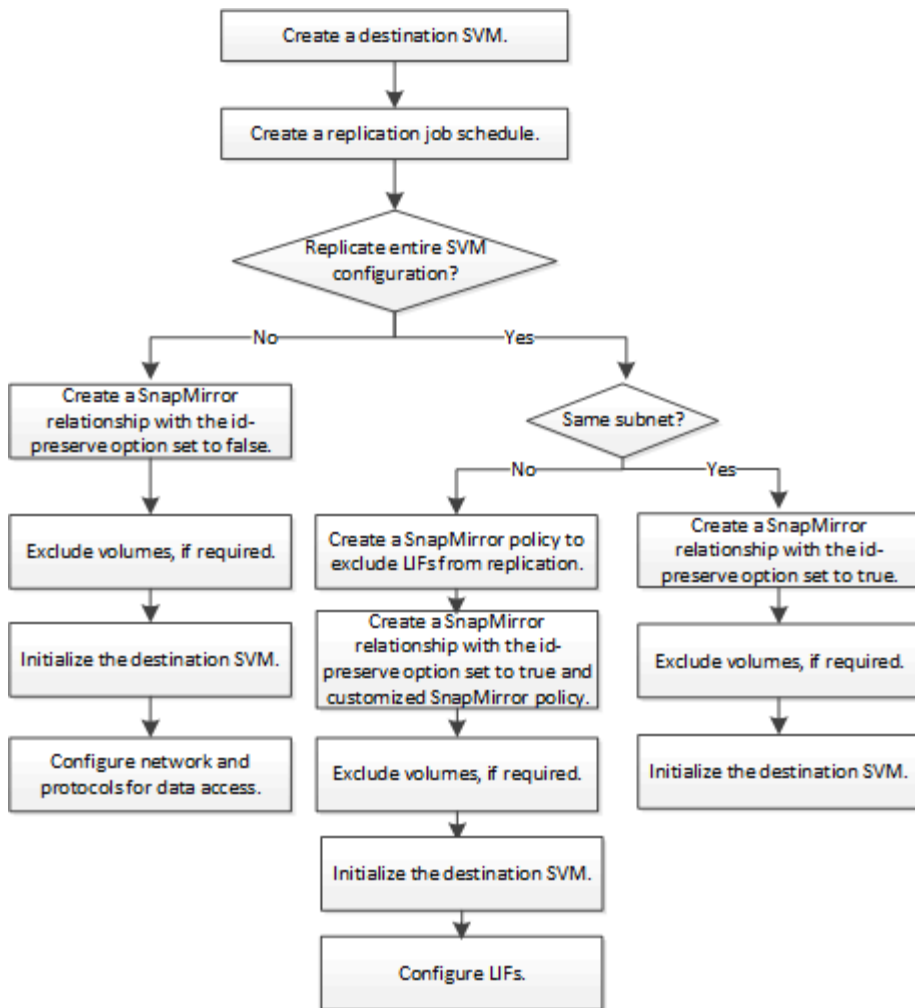 Create a destination SVM.
Create a replication job schedule.
Replicate entire SVM
configuration?
No
Yes
Create a SnapMirror
relationship with the id-
preserve option set to false.
Same subnet?
No
Yes
Exclude volumes, if required.
Create a SnapMirror policy to
exclude LIFs from replication.
Create a SnapMirror
relationship with the id-
preserve option set to true.
Initialize the destination SVM.
Create a SnapMirror
relationship with the id-
preserve option set to true and
customized SnapMirror policy.
Exclude volumes, if required.
Configure network and
protocols for data access.
Exclude volumes, if required.
Initialize the destination SVM.
Initialize the destination SVM.
Configure LIFs.